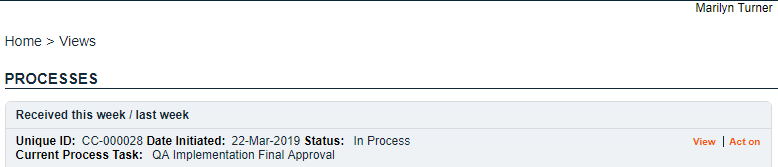 Marilyn Turner
Home > Views
PROCESSES
Received this week / last week
Unique ID: CC-000028 Date Initiated: 22-Mar-2019 Status: In Process
View | Act on
Current Process Task: QA Implementation Final Approval